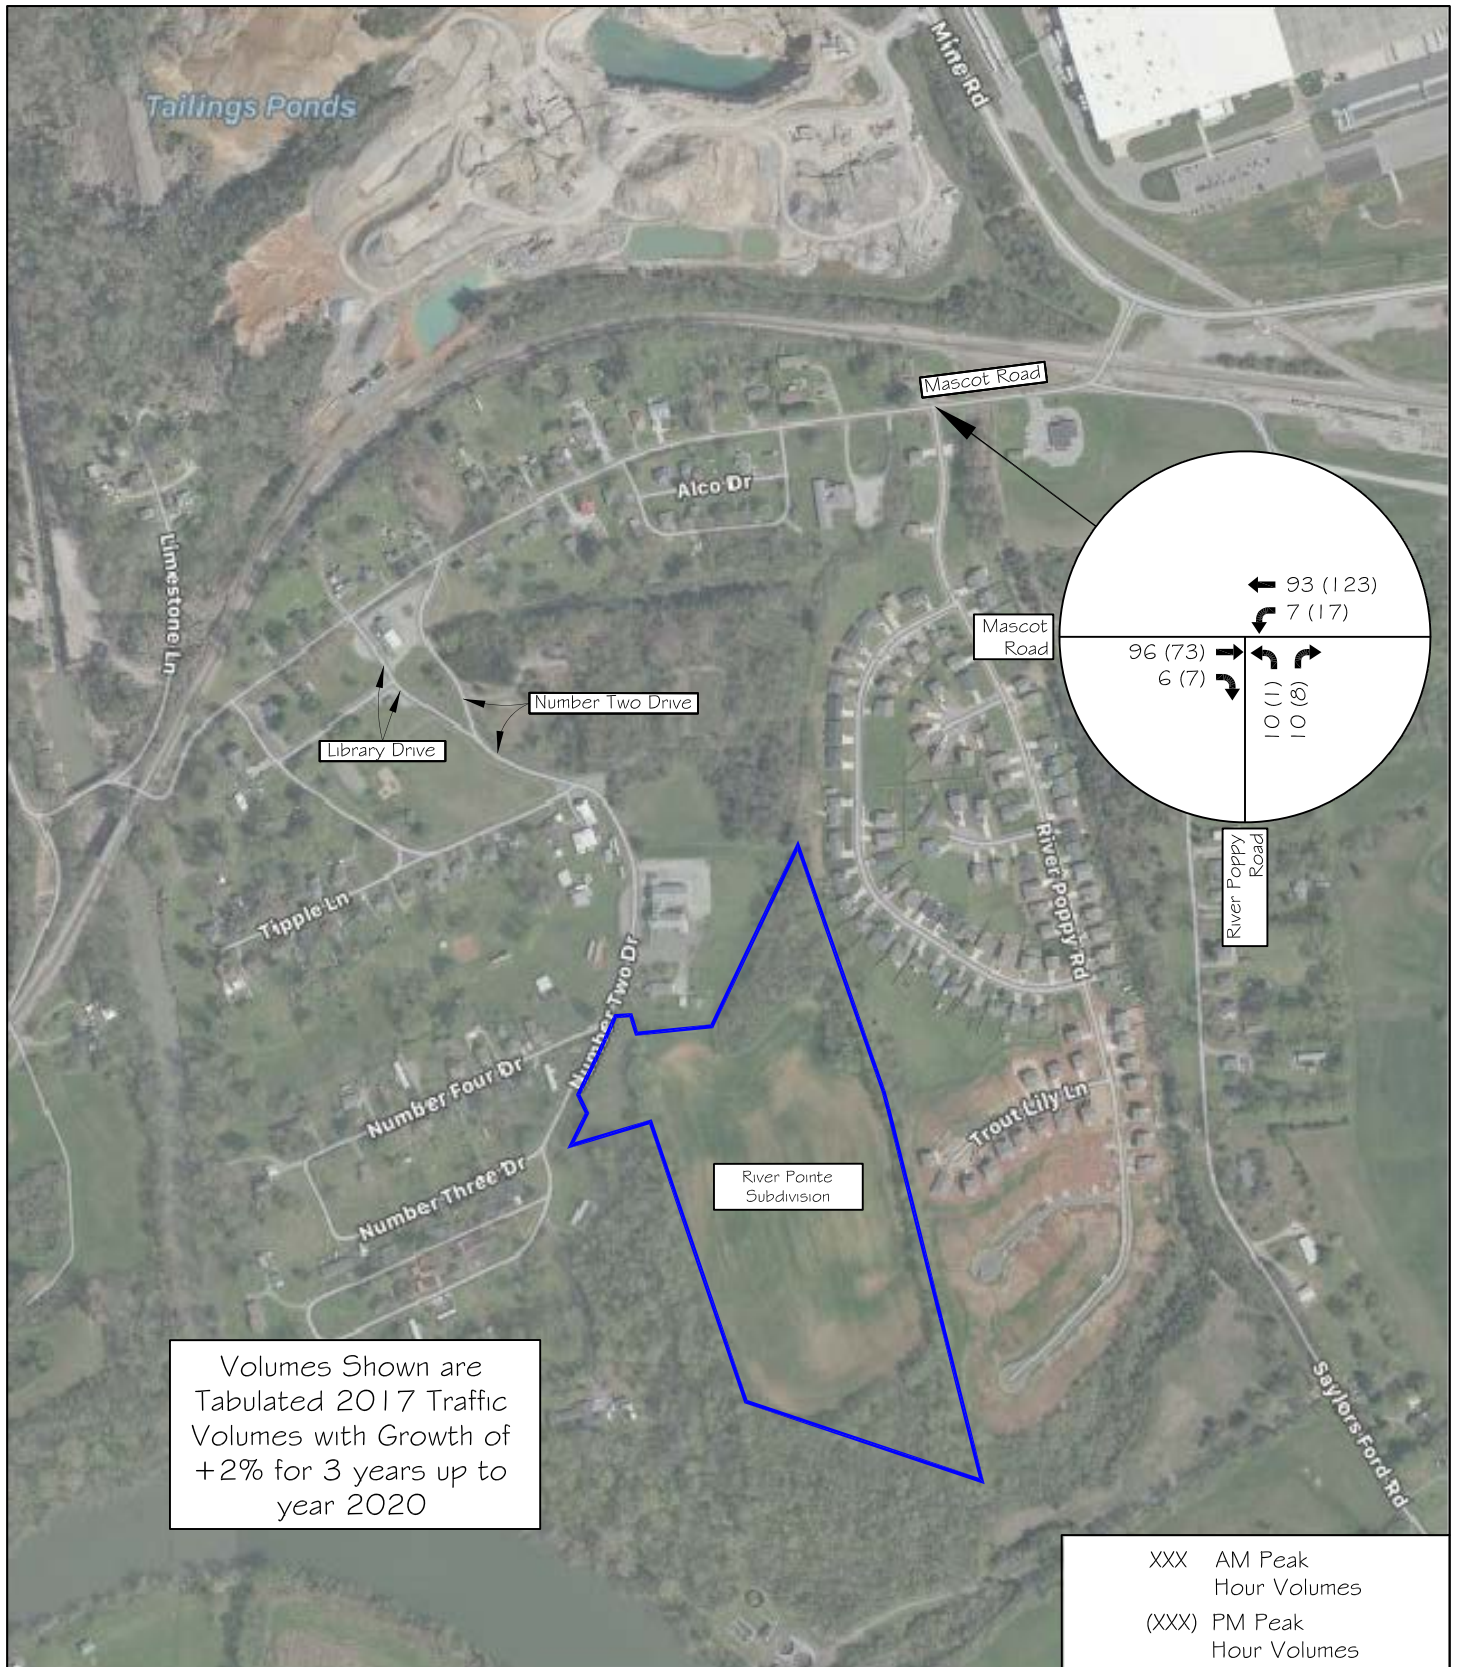 Mine Rd
Tailings Ponds
Mascot Road
Alco Dr
Limestone Ln
93 (123)
7 (17)
Mascot
Road
96 (73)
6 (7)
10 (1)
10 (8)
Number Two Drive
Library Drive
River Poppy
Road
River Poppy Rd
Tipple Ln
Number Two Dr
Number Four Dr
Trout Lily Ln
Number Three Dr
River Pointe
Subdivision
Saylors Ford Rd
Volumes Shown are
Tabulated 2017 Traffic
Volumes with Growth of
+2% for 3 years up to
year 2020
XXX AM Peak
Hour Volumes
(XXX) PM Peak
Hour Volumes